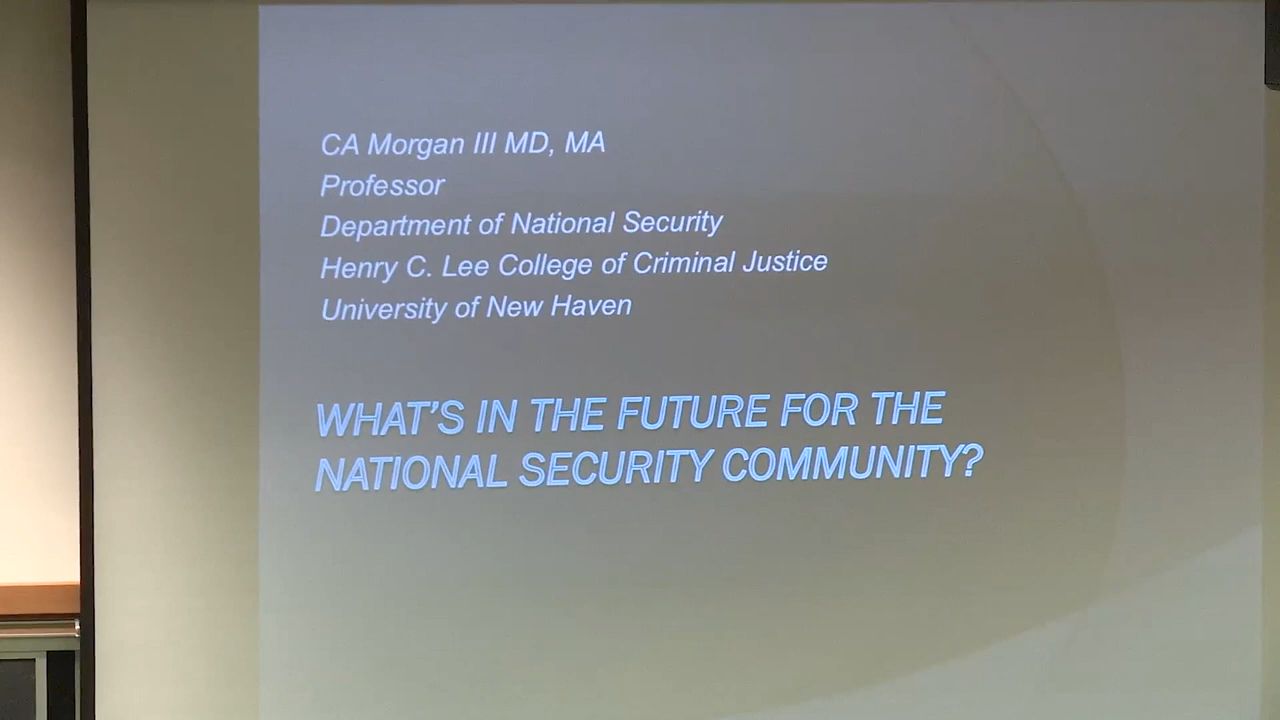 CA Morgan III MD, MA
Professor
Department of National Security
Henry C. Lee College of Criminal Justice
University of New Haven
WHAT'S IN THE FUTURE FOR THE
NATIONAL SECURITY COMMUNITY?